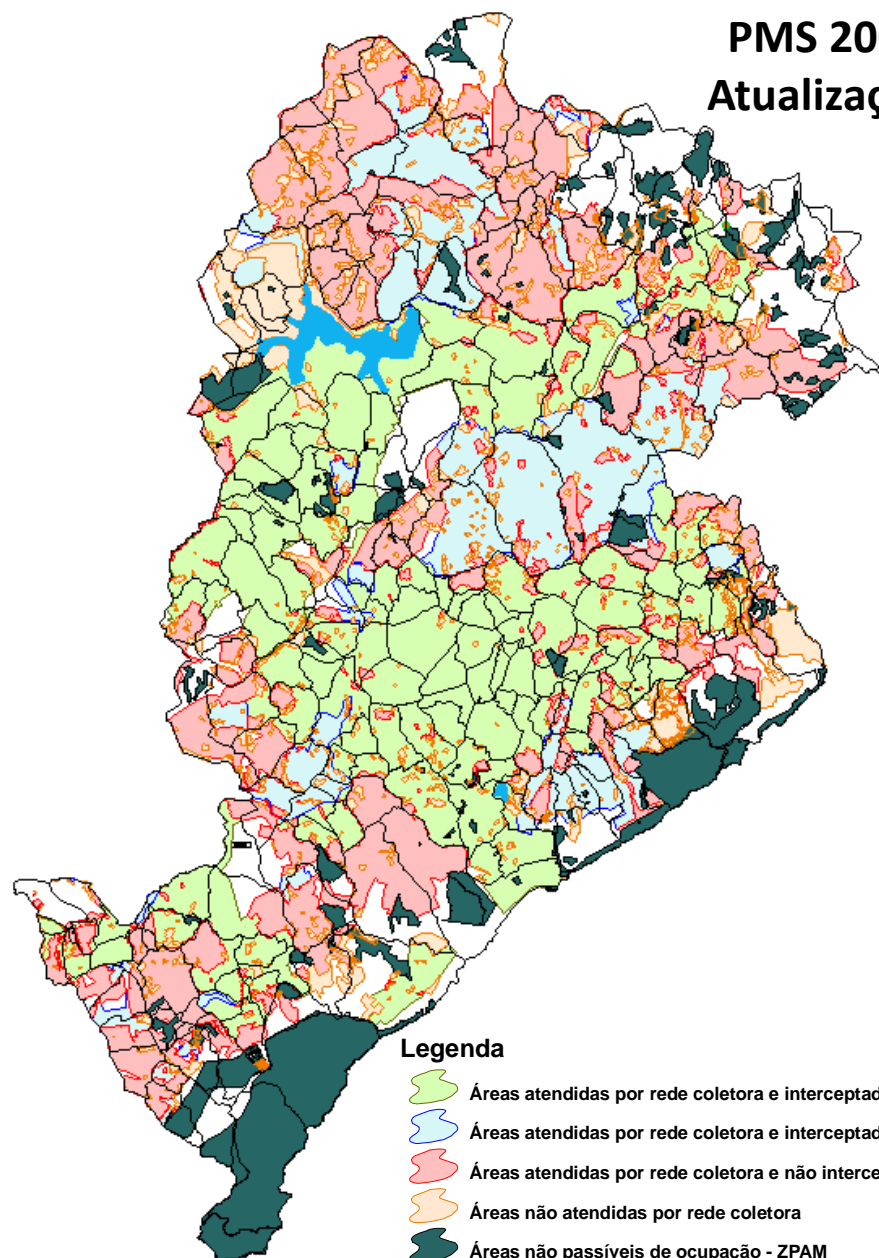 PMS 20
Atualizaç
Legenda
Áreas atendidas por rede coletora e interceptad
Áreas atendidas por rede coletora e interceptad
Áreas atendidas por rede coletora e não interce
Áreas não atendidas por rede coletora
Áreas não passíveis de ocupação - ZPAM